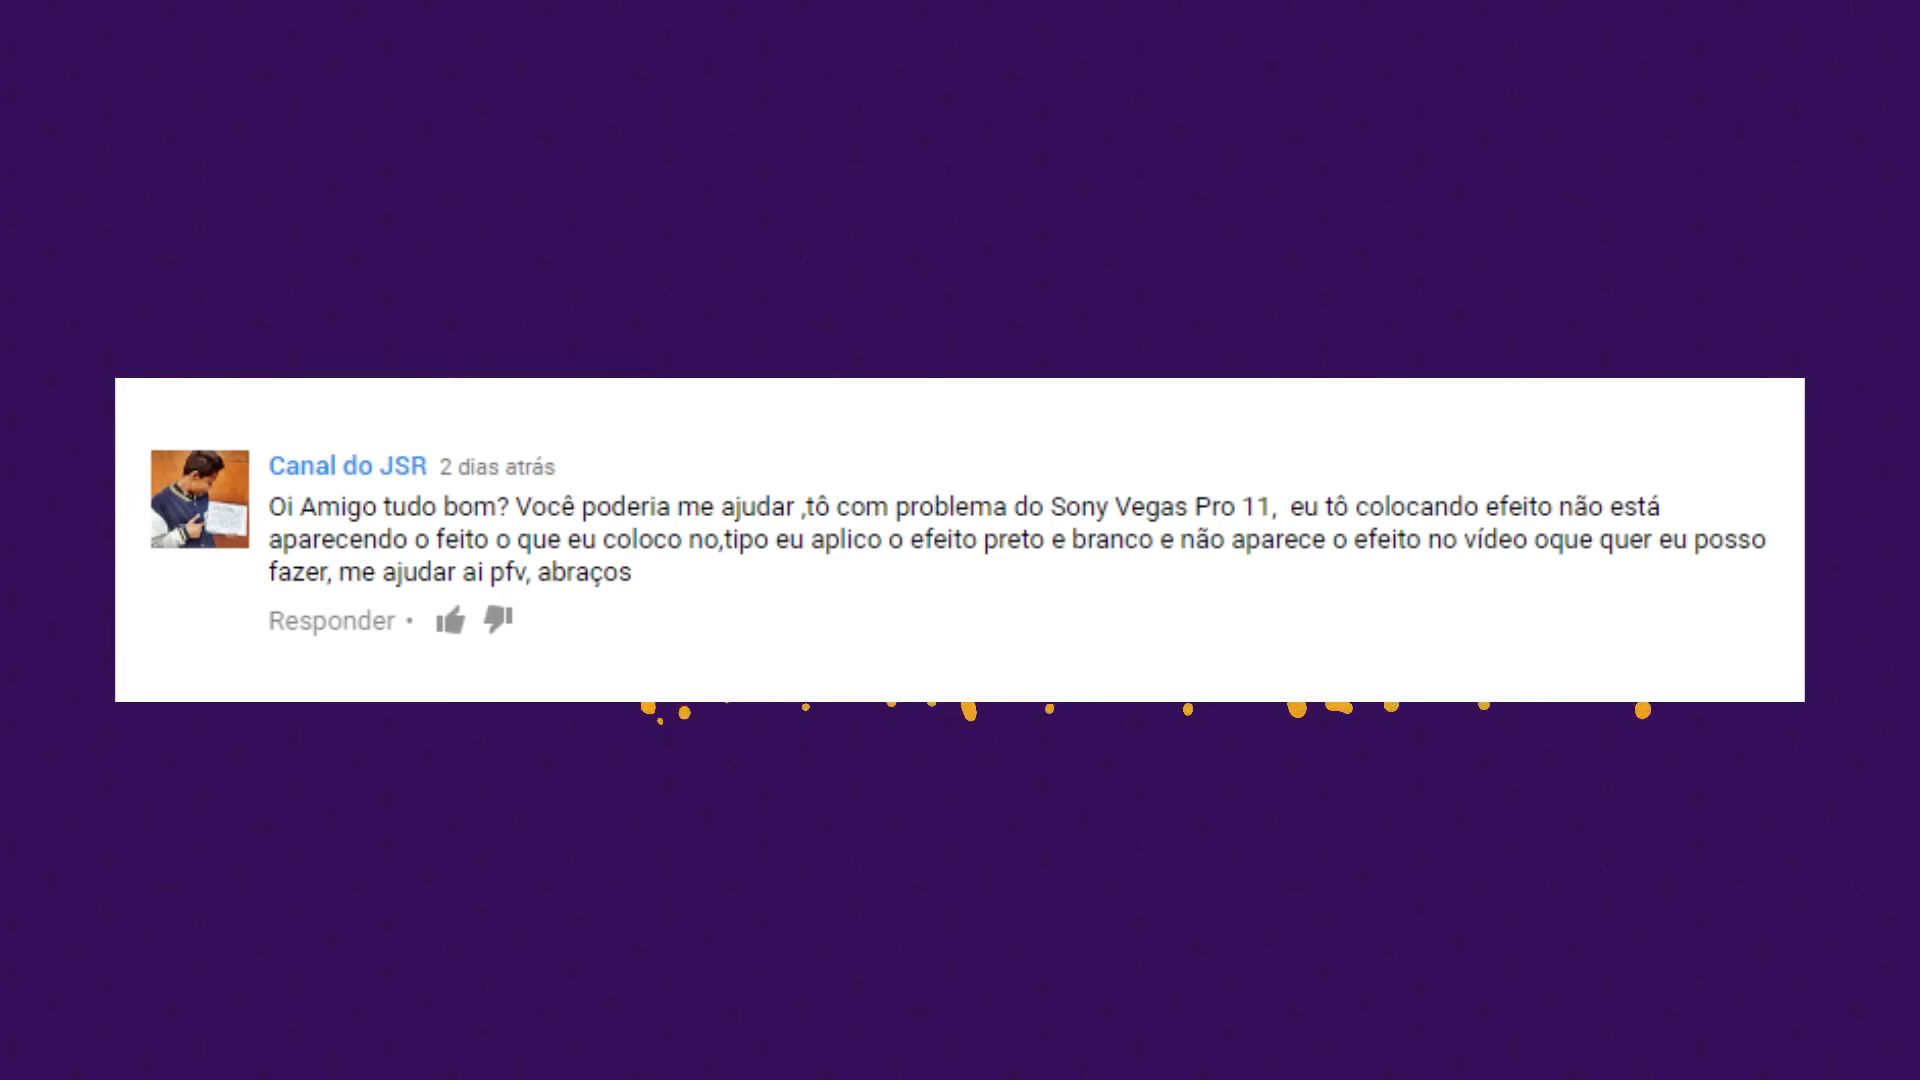 Canal do JSR 2 dias atrás
Oi Amigo tudo bom? Você poderia me ajudar ,tô com problema do Sony Vegas Pro 11,  eu tô colocando efeito não está
aparecendo o feito o que eu coloco no,tipo eu aplico o efeito preto e branco e não aparece o efeito no vídeo oque quer eu posso
fazer, me ajudar ai pfv, abraços
Responder •